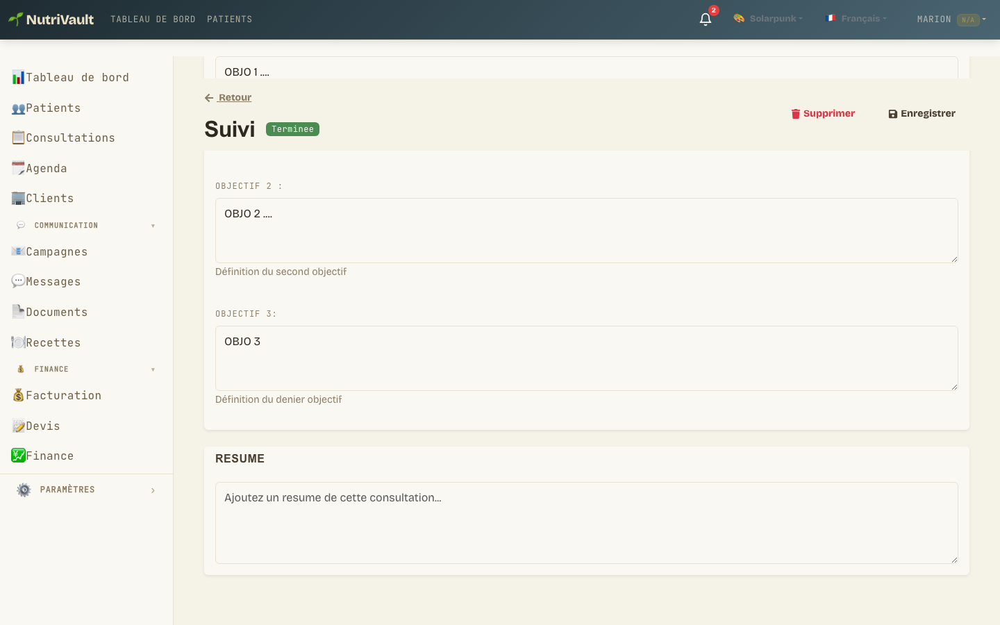 NutriVault
TABLEAU DE BORD
PATIENTS
2
Solarpunk
Français
MARION
N/A
Tableau de bord
Patients
Consultations
Agenda
Clients
COMMUNICATION
Campagnes
Messages
Documents
Recettes
FINANCE
Facturation
Devis
Finance
PARAMÈTRES
OBJO 1 ....
Retour
Suivi
Terminee
Supprimer
Enregistrer
OBJECTIF 2 :
OBJO 2 ....
Définition du second objectif
OBJECTIF 3:
OBJO 3
Définition du denier objectif
RESUME
Ajoutez un resume de cette consultation...